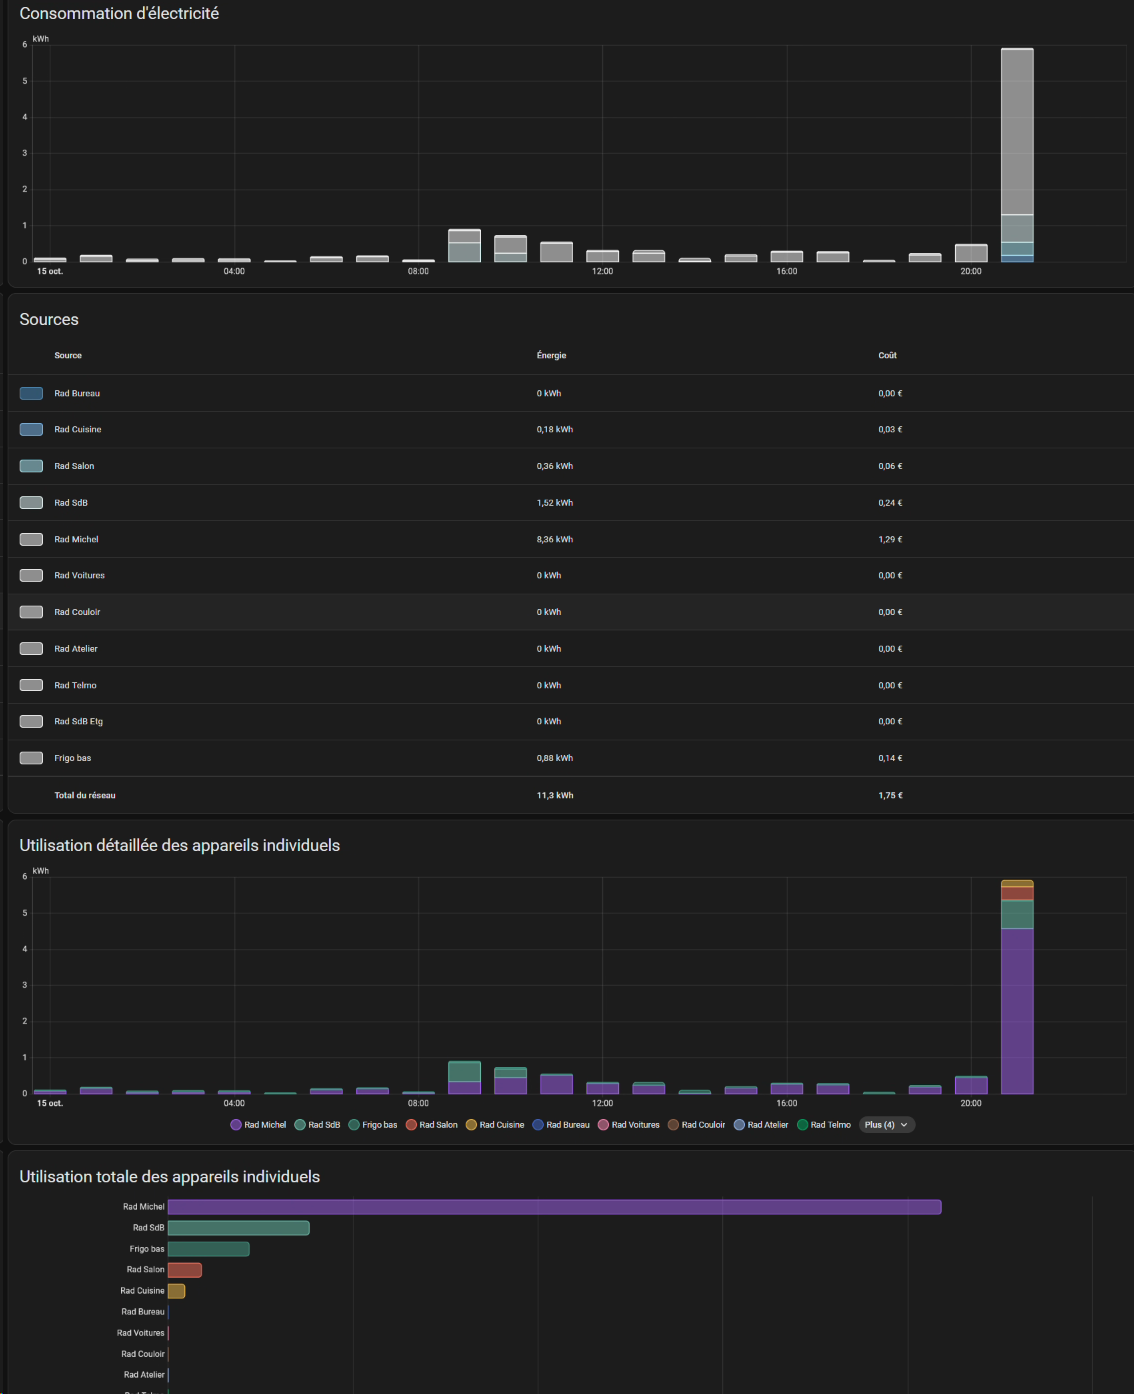 Consommation d'électricité
kWh
6
5
4
3
2
1
0
15 oct. 04:00 08:00 12:00 16:00 20:00
Sources
Source Énergie Coût
Rad Bureau 0 kWh 0,00 €
Rad Cuisine 0,18 kWh 0,03 €
Rad Salon 0,36 kWh 0,06 €
Rad SdB 1,52 kWh 0,24 €
Rad Michel 8,36 kWh 1,29 €
Rad Voitures 0 kWh 0,00 €
Rad Couloir 0 kWh 0,00 €
Rad Atelier 0 kWh 0,00 €
Rad Telmo 0 kWh 0,00 €
Rad SdB Etg 0 kWh 0,00 €
Frigo bas 0,88 kWh 0,14 €
Total du réseau 11,3 kWh 1,75 €
Utilisation détaillée des appareils individuels
kWh
6
5
4
3
2
1
0
15 oct. 04:00 08:00 12:00 16:00 20:00
Rad Michel Rad SdB Frigo bas Rad Salon Rad Cuisine Rad Bureau Rad Voitures Rad Couloir Rad Atelier Rad Telmo Plus (4)
Utilisation totale des appareils individuels
Rad Michel
Rad SdB
Frigo bas
Rad Salon
Rad Cuisine
Rad Bureau
Rad Voitures
Rad Couloir
Rad Atelier